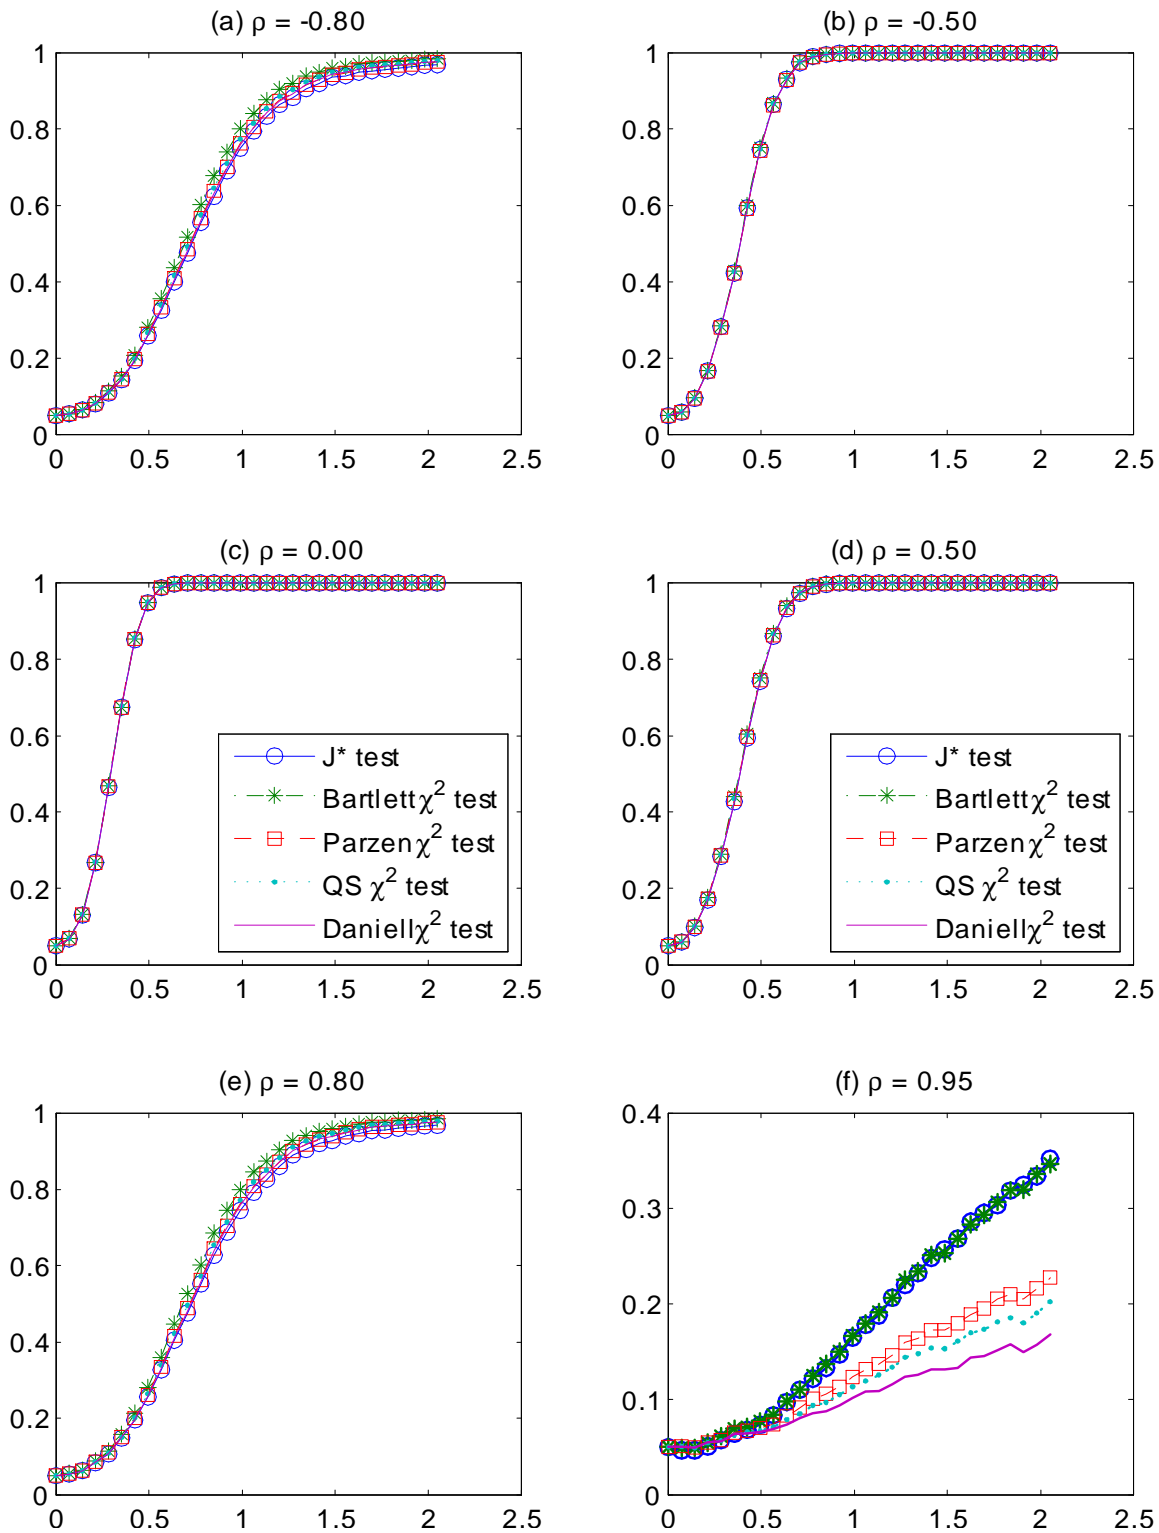 (a) ρ = -0.80
1
0.8
0.6
0.4
0.2
0
0 0.5 1 1.5 2 2.5
(b) ρ = -0.50
1
0.8
0.6
0.4
0.2
0
0 0.5 1 1.5 2 2.5
(c) ρ = 0.00
1
0.8
0.6
0.4
0.2
0
0 0.5 1 1.5 2 2.5
J* test
Bartlett χ² test
Parzen χ² test
QS χ² test
Daniell χ² test
(d) ρ = 0.50
1
0.8
0.6
0.4
0.2
0
0 0.5 1 1.5 2 2.5
J* test
Bartlett χ² test
Parzen χ² test
QS χ² test
Daniell χ² test
(e) ρ = 0.80
1
0.8
0.6
0.4
0.2
0
0 0.5 1 1.5 2 2.5
(f) ρ = 0.95
0.4
0.3
0.2
0.1
0
0 0.5 1 1.5 2 2.5